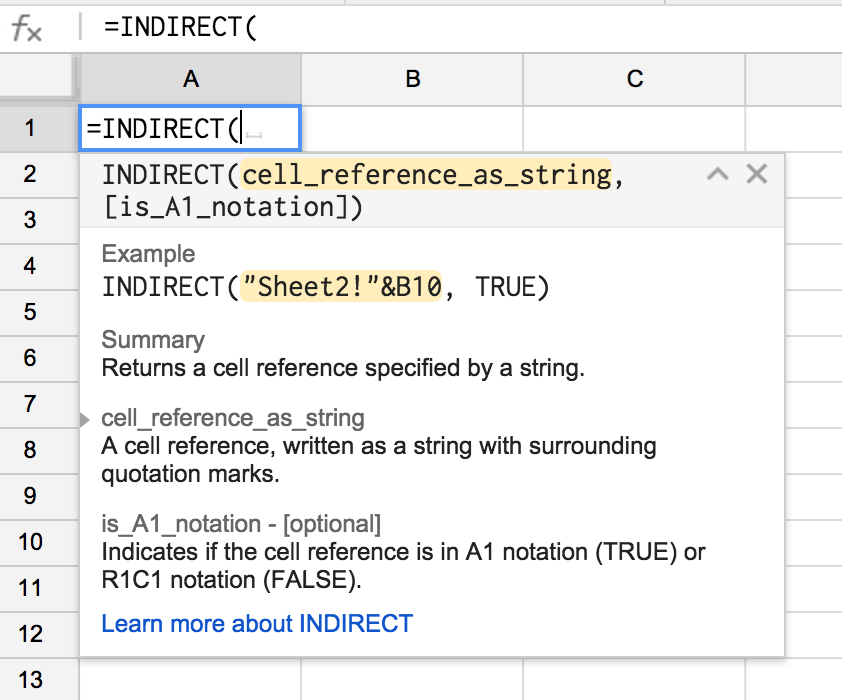 fx =INDIRECT(
A B C
1 =INDIRECT(
2 INDIRECT(cell_reference_as_string,
3 [is_A1_notation])
Example
4 INDIRECT("Sheet2!"&B10, TRUE)
5
Summary
6 Returns a cell reference specified by a string.
7 cell_reference_as_string
8 A cell reference, written as a string with surrounding
quotation marks.
9
is_A1_notation - [optional]
10 Indicates if the cell reference is in A1 notation (TRUE) or
11 R1C1 notation (FALSE).
12 Learn more about INDIRECT
13